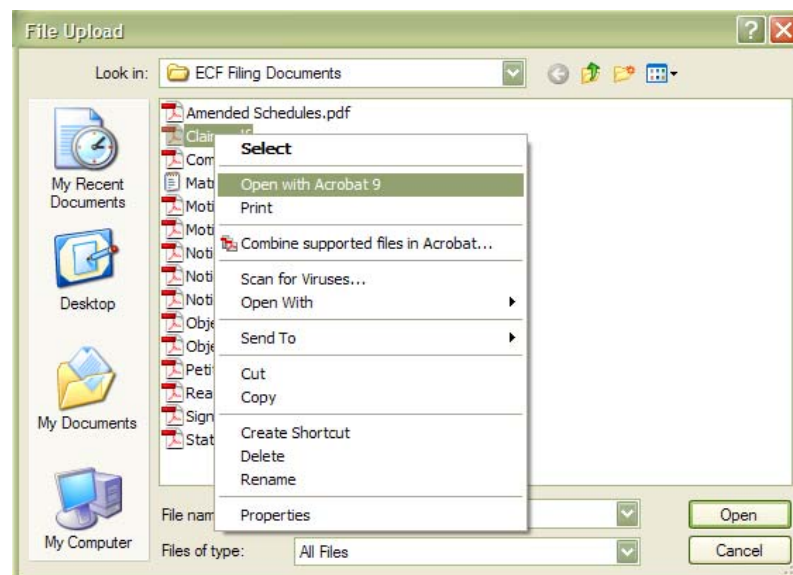 File Upload
Look in: ECF Filing Documents
Amended Schedules.pdf
Com
Matr
Moti
Moti
Noti
Noti
Noti
Obje
Obje
Peti
Rea
Sign
Stat
Select
Open with Acrobat 9
Print
Combine supported files in Acrobat...
Scan for Viruses...
Open With
Send To
Cut
Copy
Create Shortcut
Delete
Rename
Properties
My Recent
Documents
Desktop
My Documents
My Computer
File nam
Open
Files of type: All Files
Cancel